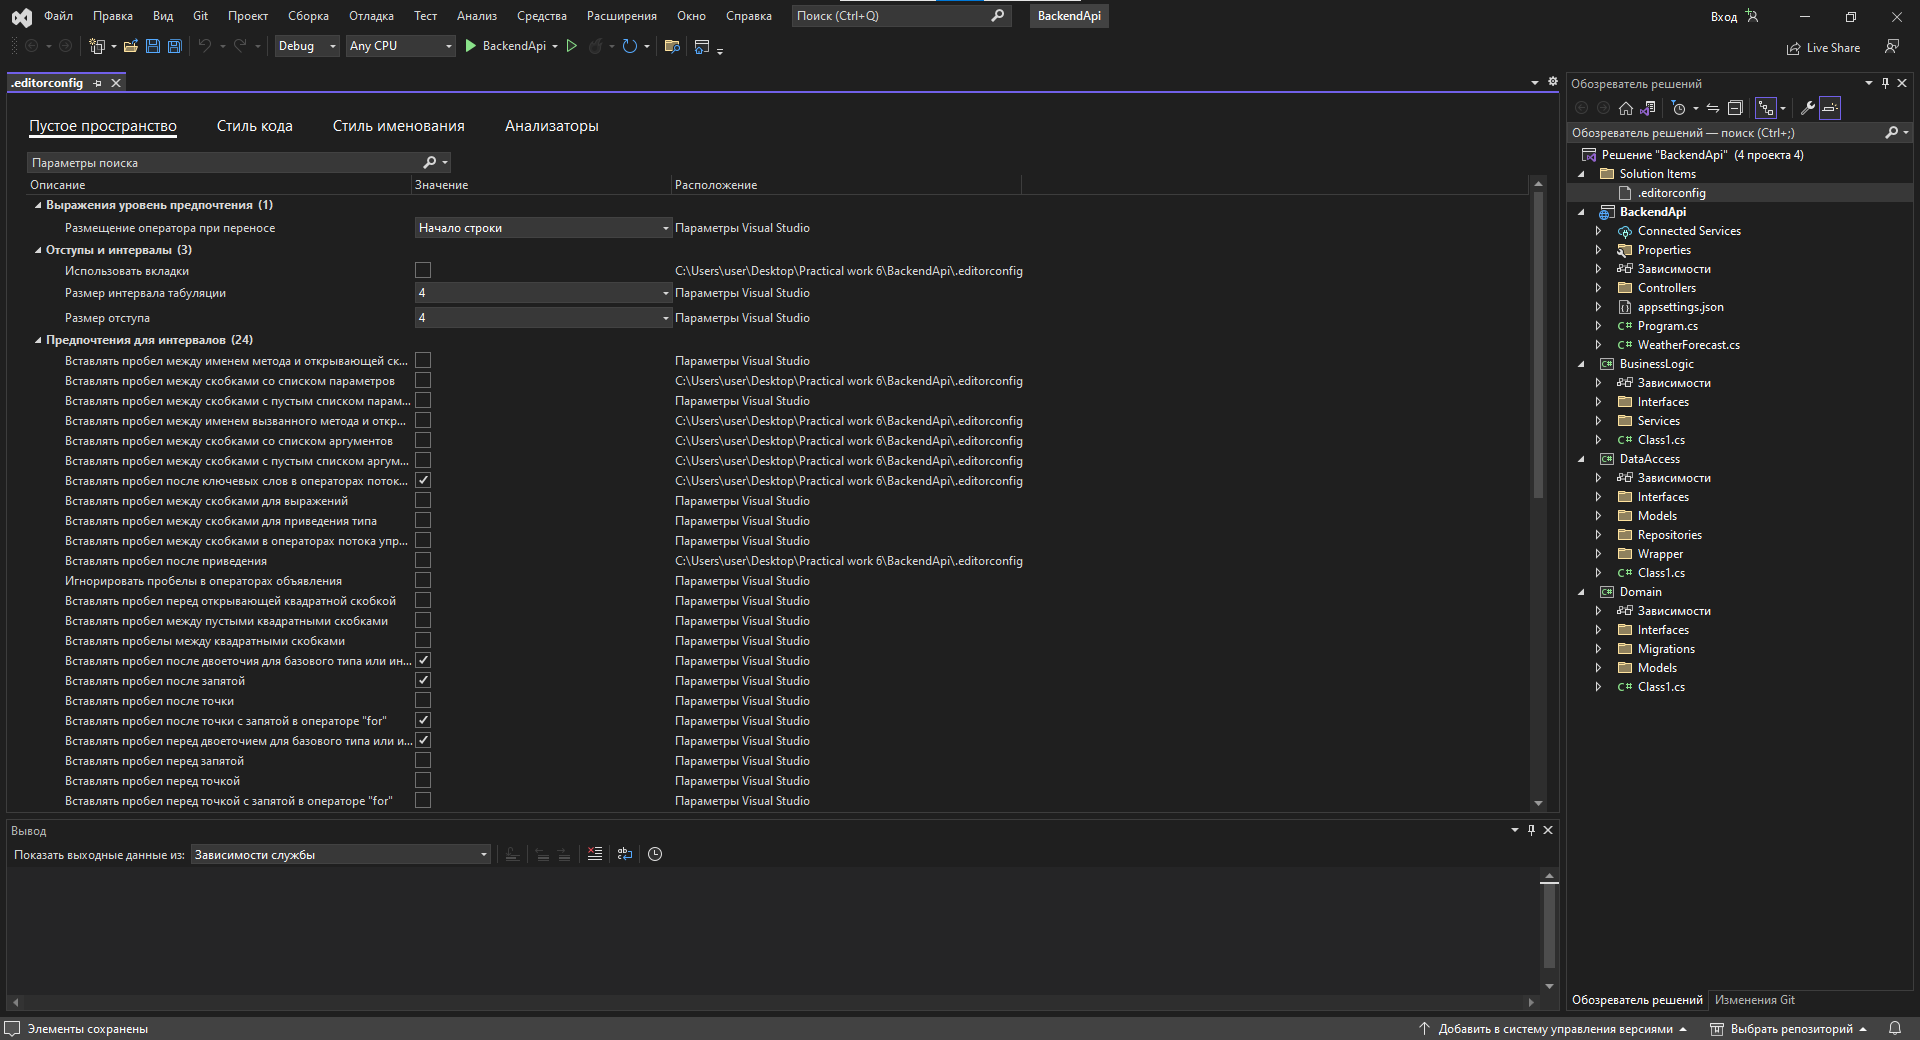 Файл Правка Вид Git Проект Сборка Отладка Тест Анализ Средства Расширения Окно Справка Поиск (Ctrl+Q) BackendApi Вход
Debug Any CPU BackendApi Live Share
.editorconfig
Пустое пространство Стиль кода Стиль именования Анализаторы
Параметры поиска
Описание Значение Расположение
Выражения уровень предпочтения (1)
Размещение оператора при переносе Начало строки Параметры Visual Studio
Отступы и интервалы (3)
Использовать вкладки C:\Users\user\Desktop\Practical work 6\BackendApi\.editorconfig
Размер интервала табуляции 4 Параметры Visual Studio
Размер отступа 4 Параметры Visual Studio
Предпочтения для интервалов (24)
Вставлять пробел между именем метода и открывающей ск... Параметры Visual Studio
Вставлять пробел между скобками со списком параметров C:\Users\user\Desktop\Practical work 6\BackendApi\.editorconfig
Вставлять пробел между скобками с пустым списком парам... Параметры Visual Studio
Вставлять пробел между именем вызванного метода и откр... C:\Users\user\Desktop\Practical work 6\BackendApi\.editorconfig
Вставлять пробел между скобками со списком аргументов C:\Users\user\Desktop\Practical work 6\BackendApi\.editorconfig
Вставлять пробел между скобками с пустым списком аргум... C:\Users\user\Desktop\Practical work 6\BackendApi\.editorconfig
Вставлять пробел после ключевых слов в операторах поток... C:\Users\user\Desktop\Practical work 6\BackendApi\.editorconfig
Вставлять пробел между скобками для выражений Параметры Visual Studio
Вставлять пробел между скобками для приведения типа Параметры Visual Studio
Вставлять пробел между скобками в операторах потока упр... Параметры Visual Studio
Вставлять пробел после приведения C:\Users\user\Desktop\Practical work 6\BackendApi\.editorconfig
Игнорировать пробелы в операторах объявления Параметры Visual Studio
Вставлять пробел перед открывающей квадратной скобкой Параметры Visual Studio
Вставлять пробел между пустыми квадратными скобками Параметры Visual Studio
Вставлять пробелы между квадратными скобками Параметры Visual Studio
Вставлять пробел после двоеточия для базового типа или ин... Параметры Visual Studio
Вставлять пробел после запятой Параметры Visual Studio
Вставлять пробел после точки Параметры Visual Studio
Вставлять пробел после точки с запятой в операторе "for" Параметры Visual Studio
Вставлять пробел перед двоеточием для базового типа или и... Параметры Visual Studio
Вставлять пробел перед запятой Параметры Visual Studio
Вставлять пробел перед точкой Параметры Visual Studio
Вставлять пробел перед точкой с запятой в операторе "for" Параметры Visual Studio
Вывод
Показать выходные данные из: Зависимости службы
Обозреватель решений
Обозреватель решений — поиск (Ctrl+;)
Решение "BackendApi" (4 проекта 4)
Solution Items
.editorconfig
BackendApi
Connected Services
Properties
Зависимости
Controllers
appsettings.json
C# Program.cs
C# WeatherForecast.cs
C# BusinessLogic
Зависимости
Interfaces
Services
C# Class1.cs
C# DataAccess
Зависимости
Interfaces
Models
Repositories
Wrapper
C# Class1.cs
C# Domain
Зависимости
Interfaces
Migrations
Models
C# Class1.cs
Обозреватель решений Изменения Git
Элементы сохранены Добавить в систему управления версиями Выбрать репозиторий